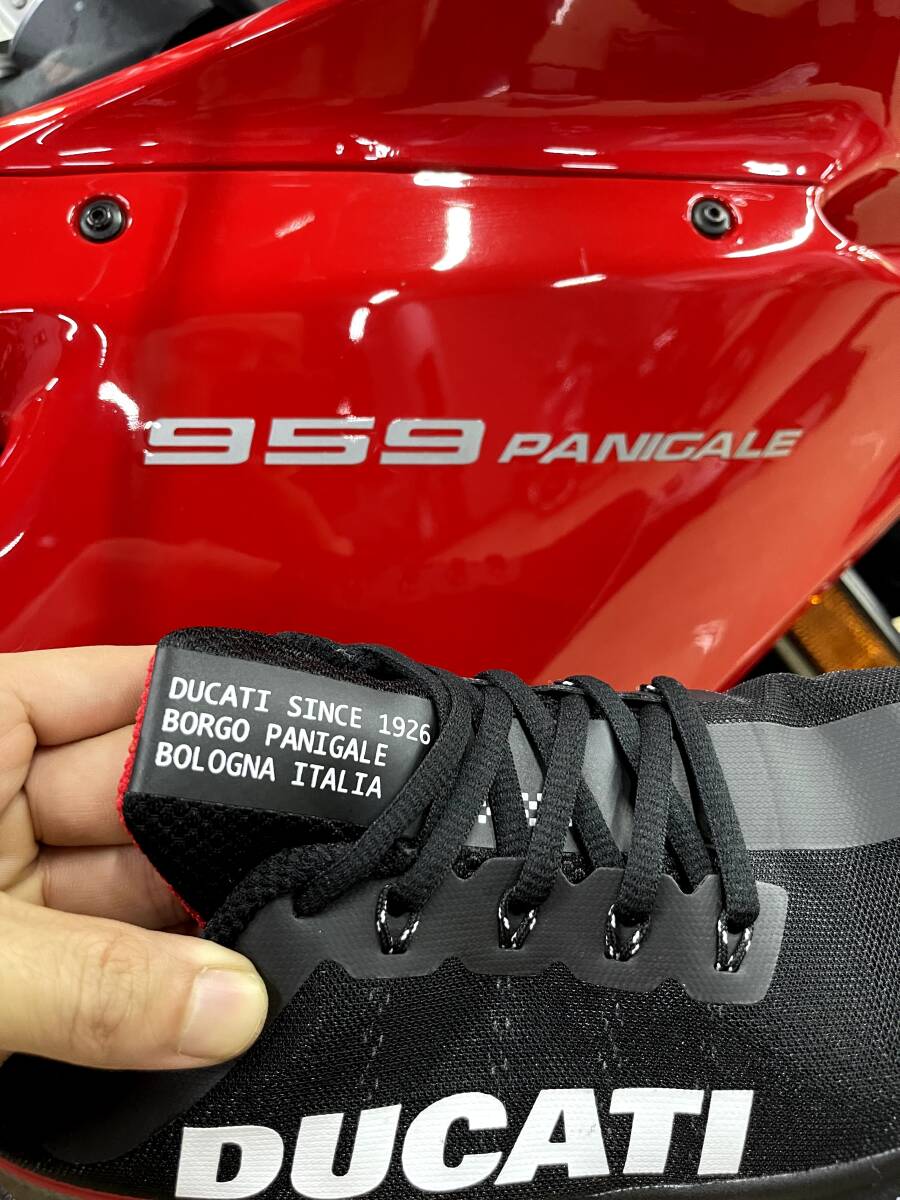 959 PANIGALE
DUCATI SINCE 1926
BORGO PANIGALE
BOLOGNA ITALIA
DUCATI